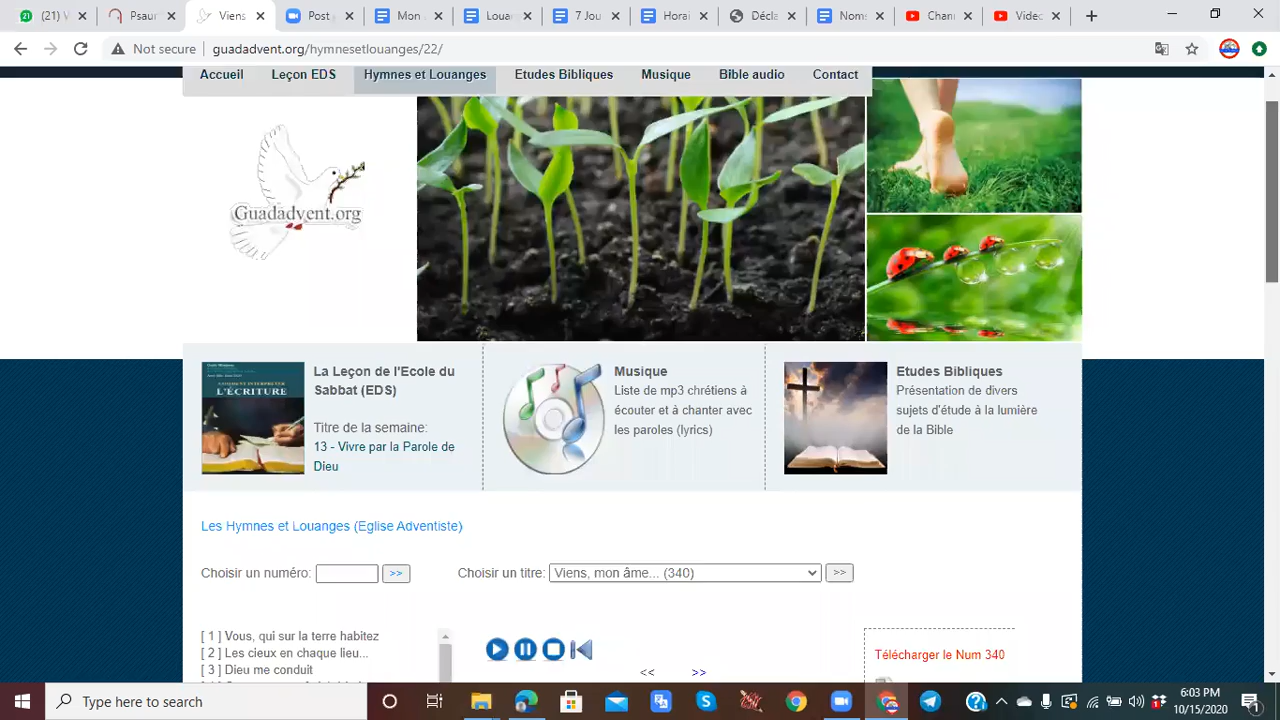 (21) V
Psaun
Viens
Post
Mon
Louar
7 Jou
Horai
Décla
Noms
Chan
Video
Not secure
guadadvent.org/hymnesetlouanges/22/
Accueil
Leçon EDS
Hymnes et Louanges
Etudes Bibliques
Musique
Bible audio
Contact
Guadadvent.org
L'ÉCRITURE
La Leçon de l'Ecole du
Sabbat (EDS)
Titre de la semaine:
13 - Vivre par la Parole de
Dieu
Musique
Liste de mp3 chrétiens à
écouter et à chanter avec
les paroles (lyrics)
Etudes Bibliques
Présentation de divers
sujets d'étude à la lumière
de la Bible
Les Hymnes et Louanges (Eglise Adventiste)
Choisir un numéro: >> Choisir un titre: Viens, mon âme... (340) >>
[ 1 ] Vous, qui sur la terre habitez
[ 2 ] Les cieux en chaque lieu...
[ 3 ] Dieu me conduit
<< >>
Télécharger le Num 340
Type here to search
6:03 PM
10/15/2020